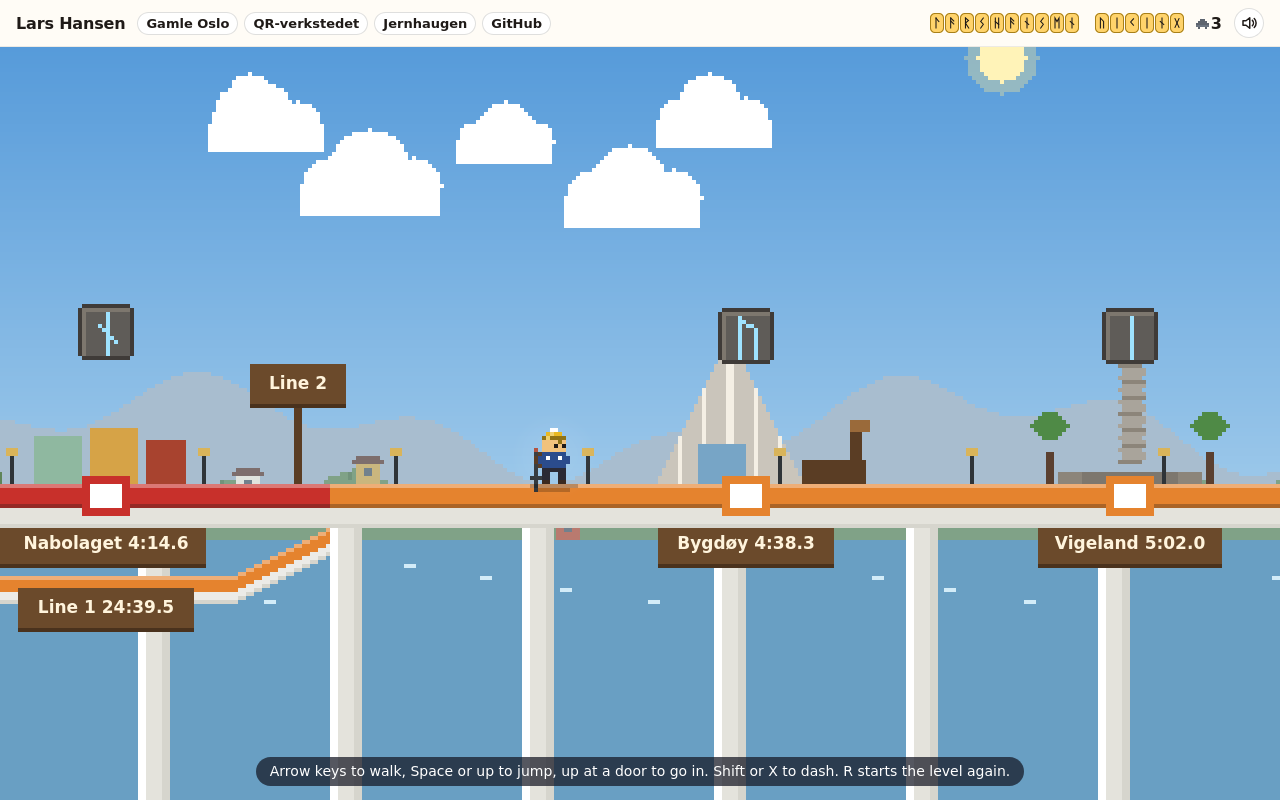 Lars Hansen Gamle Oslo QR-verkstedet Jernhaugen GitHub ᛚᚨᚱᛊᚺᚨᚾᛊᛖᚾ ᚢᛁᚲᛁᚾᚷ 3
ᚾ ᚢ ᛁ
Line 2
Nabolaget 4:14.6 Bygdøy 4:38.3 Vigeland 5:02.0
Line 1 24:39.5
Arrow keys to walk, Space or up to jump, up at a door to go in. Shift or X to dash. R starts the level again.